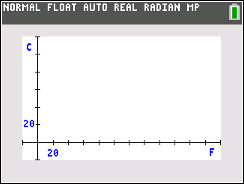 NORMAL FLOAT AUTO REAL RADIAN MP
C
20
20 F